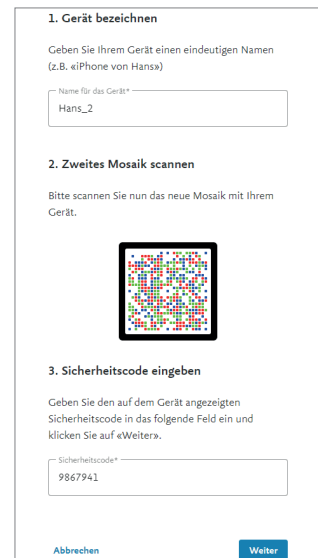 1. Gerät bezeichnen
Geben Sie Ihrem Gerät einen eindeutigen Namen
(z.B. «iPhone von Hans»)
Name für das Gerät*
Hans_2
2. Zweites Mosaik scannen
Bitte scannen Sie nun das neue Mosaik mit Ihrem
Gerät.
3. Sicherheitscode eingeben
Geben Sie den auf dem Gerät angezeigten
Sicherheitscode in das folgende Feld ein und
klicken Sie auf «Weiter».
Sicherheitscode*
9867941
Abbrechen Weiter